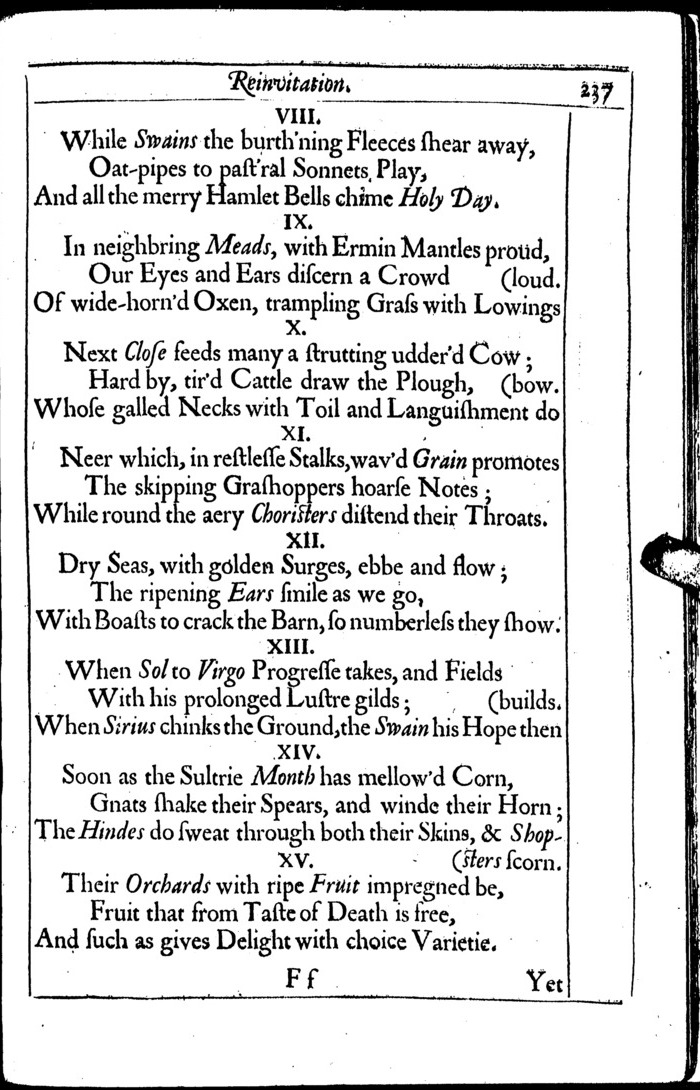 Reinvitation.
237
VIII.
While Swains the burth'ning Fleeces ſhear away,
Oat-pipes to paſt'ral Sonnets Play,
And all the merry Hamlet Bells chime Holy Day.
IX.
In neighbring Meads, with Ermin Mantles proud,
Our Eyes and Ears diſcern a Crowd (loud.
Of wide-horn'd Oxen, trampling Graſs with Lowings
X.
Next Cloſe feeds many a ſtrutting udder'd Cow;
Hard by, tir'd Cattle draw the Plough, (bow.
Whoſe galled Necks with Toil and Languiſhment do
XI.
Neer which, in reſtleſſe Stalks, wav'd Grain promotes
The skipping Graſhoppers hoarſe Notes;
While round the aery Choriſters diſtend their Throats.
XII.
Dry Seas, with golden Surges, ebbe and flow;
The ripening Ears ſmile as we go,
With Boaſts to crack the Barn, ſo numberleſs they ſhow.
XIII.
When Sol to Virgo Progreſſe takes, and Fields
With his prolonged Luſtre gilds; (builds.
When Sirius chinks the Ground, the Swain his Hope then
XIV.
Soon as the Sultrie Month has mellow'd Corn,
Gnats ſhake their Spears, and winde their Horn;
The Hindes do ſweat through both their Skins, & Shop-
XV. (ſters ſcorn.
Their Orchards with ripe Fruit impregned be,
Fruit that from Taſte of Death is free,
And ſuch as gives Delight with choice Varietie.
F f Yet